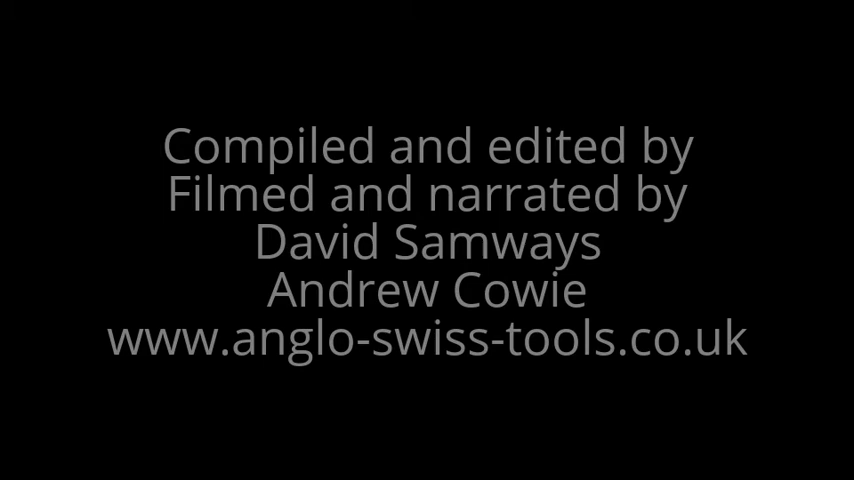 Compiled and edited by
Filmed and narrated by
David Samways
Andrew Cowie
www.anglo-swiss-tools.co.uk